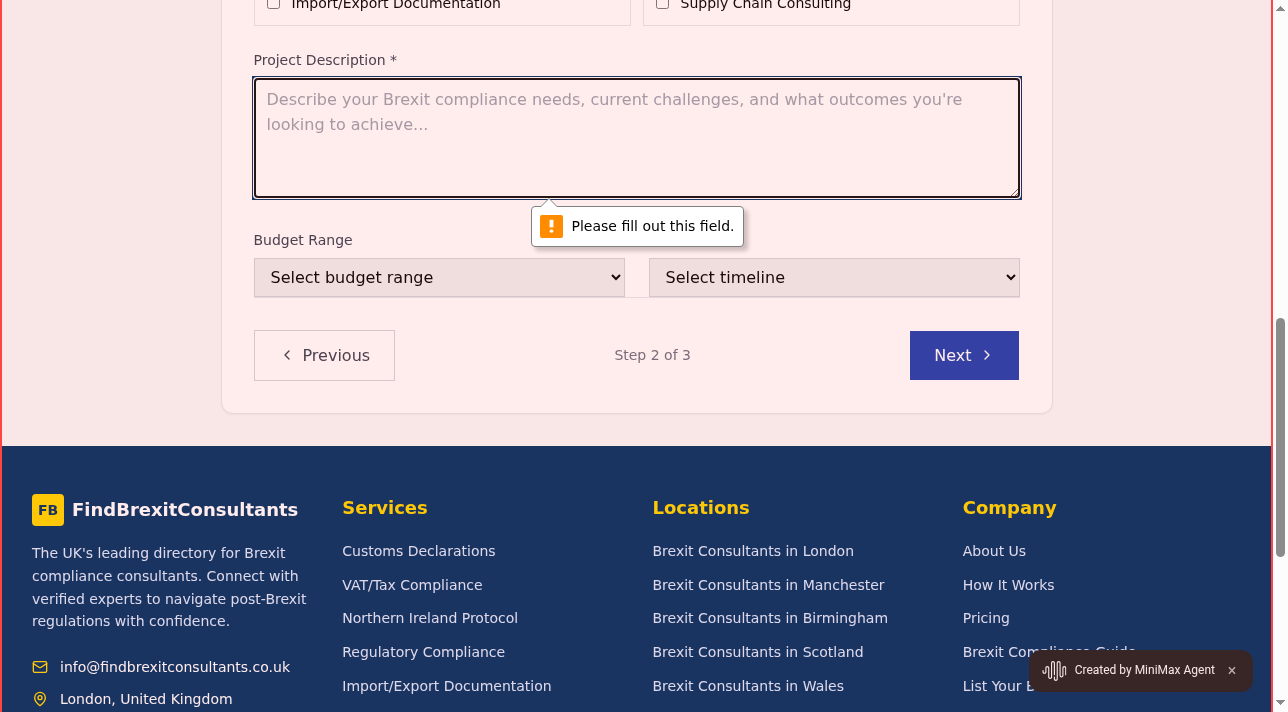 Import/Export Documentation
Supply Chain Consulting
Project Description *
Describe your Brexit compliance needs, current challenges, and what outcomes you're
looking to achieve...
Please fill out this field.
Budget Range
Select budget range
Select timeline
Previous
Step 2 of 3
Next
FB FindBrexitConsultants
The UK's leading directory for Brexit
compliance consultants. Connect with
verified experts to navigate post-Brexit
regulations with confidence.
info@findbrexitconsultants.co.uk
London, United Kingdom
Services
Customs Declarations
VAT/Tax Compliance
Northern Ireland Protocol
Regulatory Compliance
Import/Export Documentation
Locations
Brexit Consultants in London
Brexit Consultants in Manchester
Brexit Consultants in Birmingham
Brexit Consultants in Scotland
Brexit Consultants in Wales
Company
About Us
How It Works
Pricing
Brexit Compliance Guide
List Your B
Created by MiniMax Agent